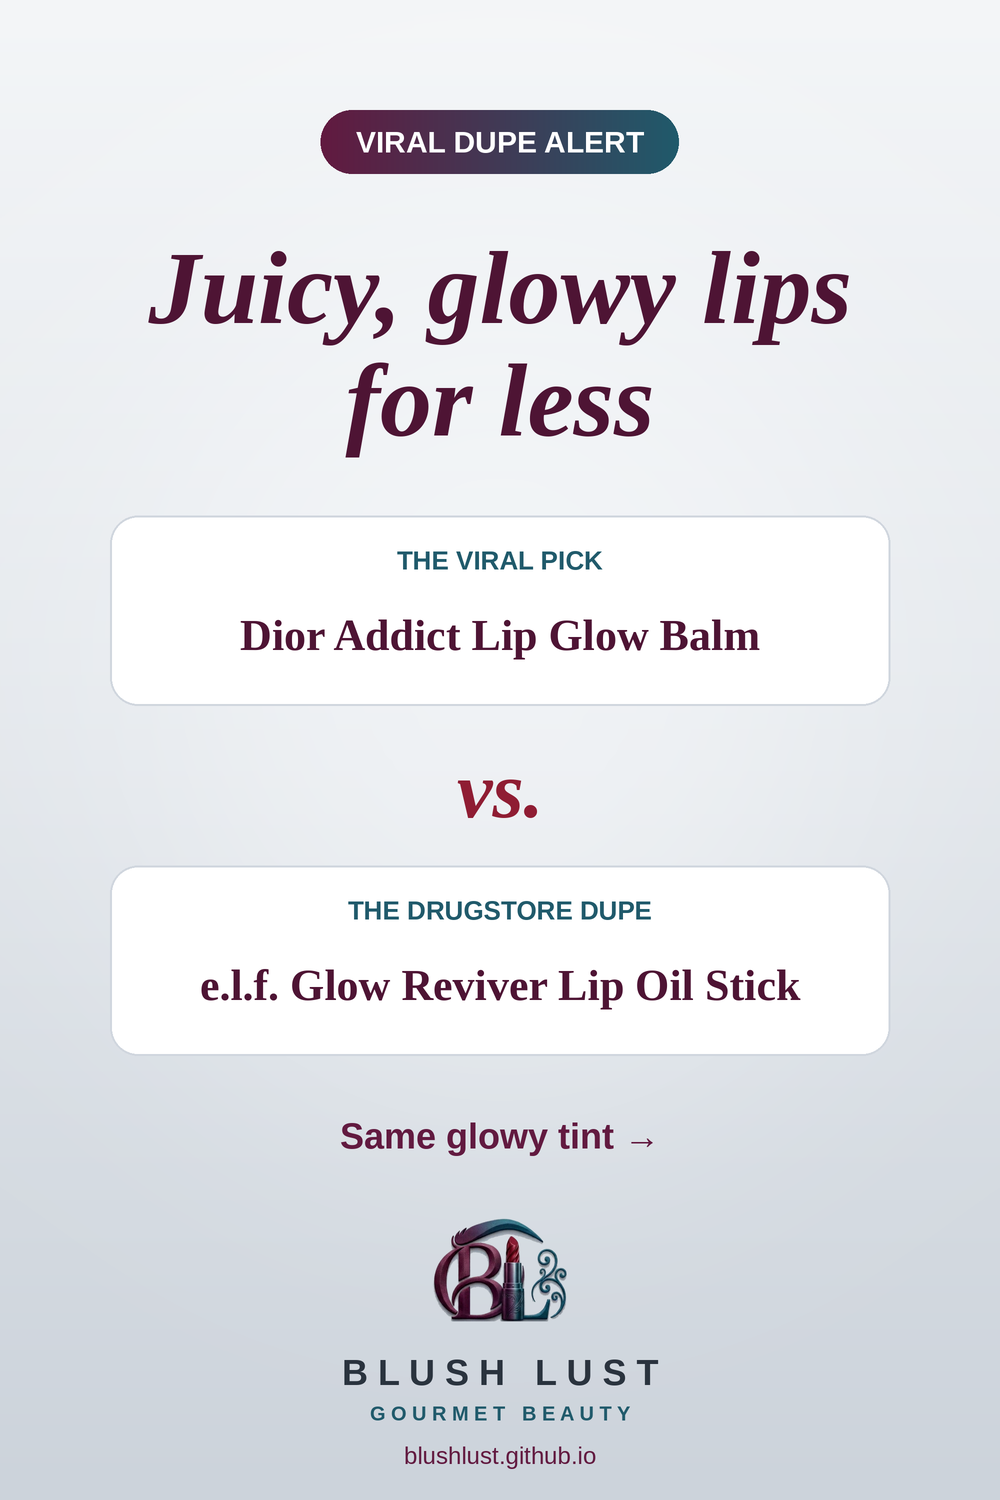 VIRAL DUPE ALERT
Juicy, glowy lips
for less
THE VIRAL PICK
Dior Addict Lip Glow Balm
vs.
THE DRUGSTORE DUPE
e.l.f. Glow Reviver Lip Oil Stick
Same glowy tint →
BL
BLUSH LUST
GOURMET BEAUTY
blushlust.github.io